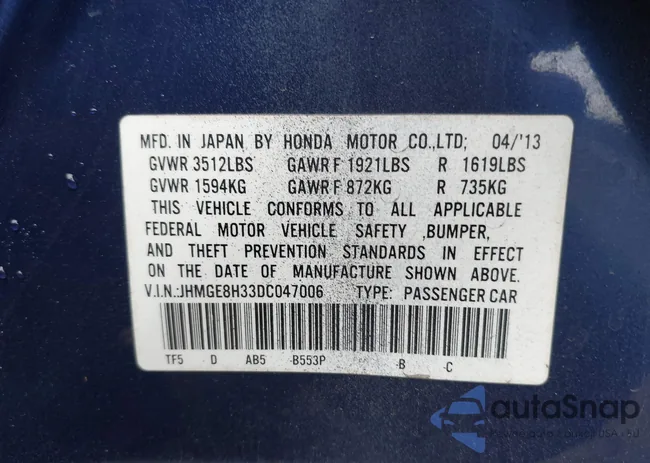 MFD. IN JAPAN BY HONDA MOTOR CO.,LTD; 04/'13
GVWR 3512LBS GAWR F 1921LBS R 1619LBS
GVWR 1594KG GAWR F 872KG R 735KG
THIS VEHICLE CONFORMS TO ALL APPLICABLE
FEDERAL MOTOR VEHICLE SAFETY ,BUMPER,
AND THEFT PREVENTION STANDARDS IN EFFECT
ON THE DATE OF MANUFACTURE SHOWN ABOVE.
V.I.N.:JHMGE8H33DC047006 TYPE: PASSENGER CAR
TF5 -D AB5 -B553P -B -C
autaSnap